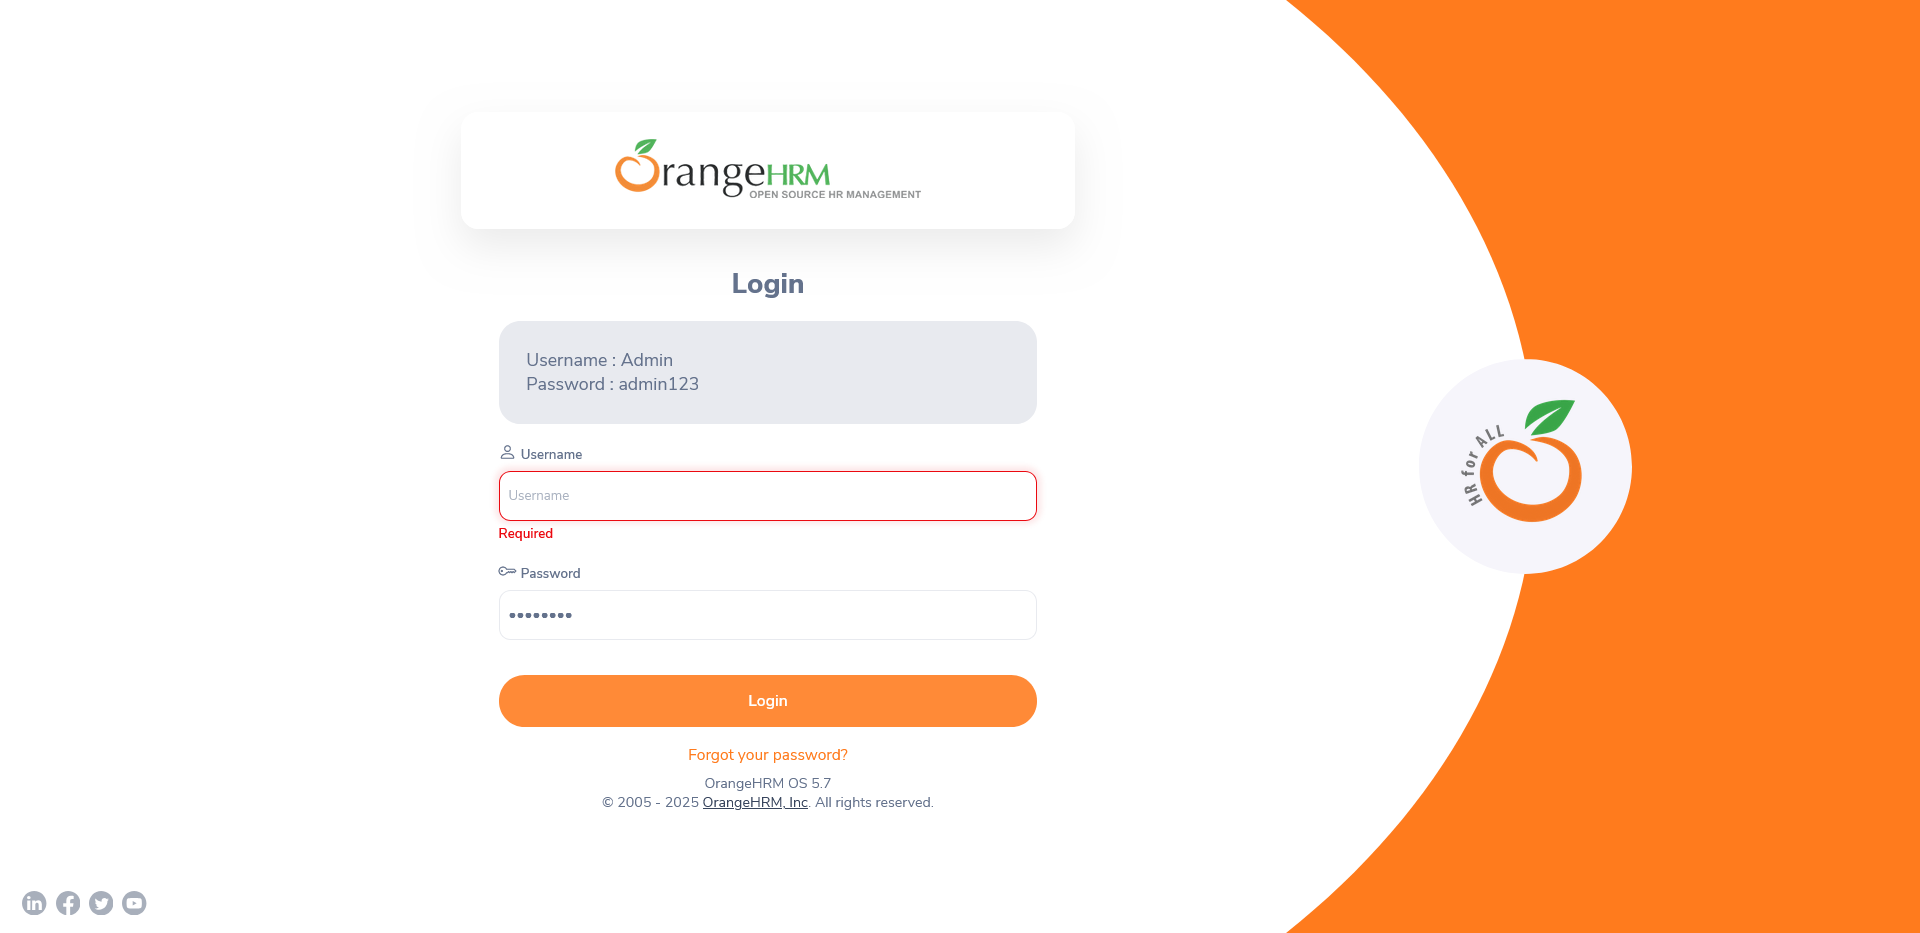 OrangeHRM
OPEN SOURCE HR MANAGEMENT
Login
Username : Admin
Password : admin123
Username
Username
Required
Password
••••••••
Login
Forgot your password?
OrangeHRM OS 5.7
© 2005 - 2025 OrangeHRM, Inc. All rights reserved.
HR for ALL
in